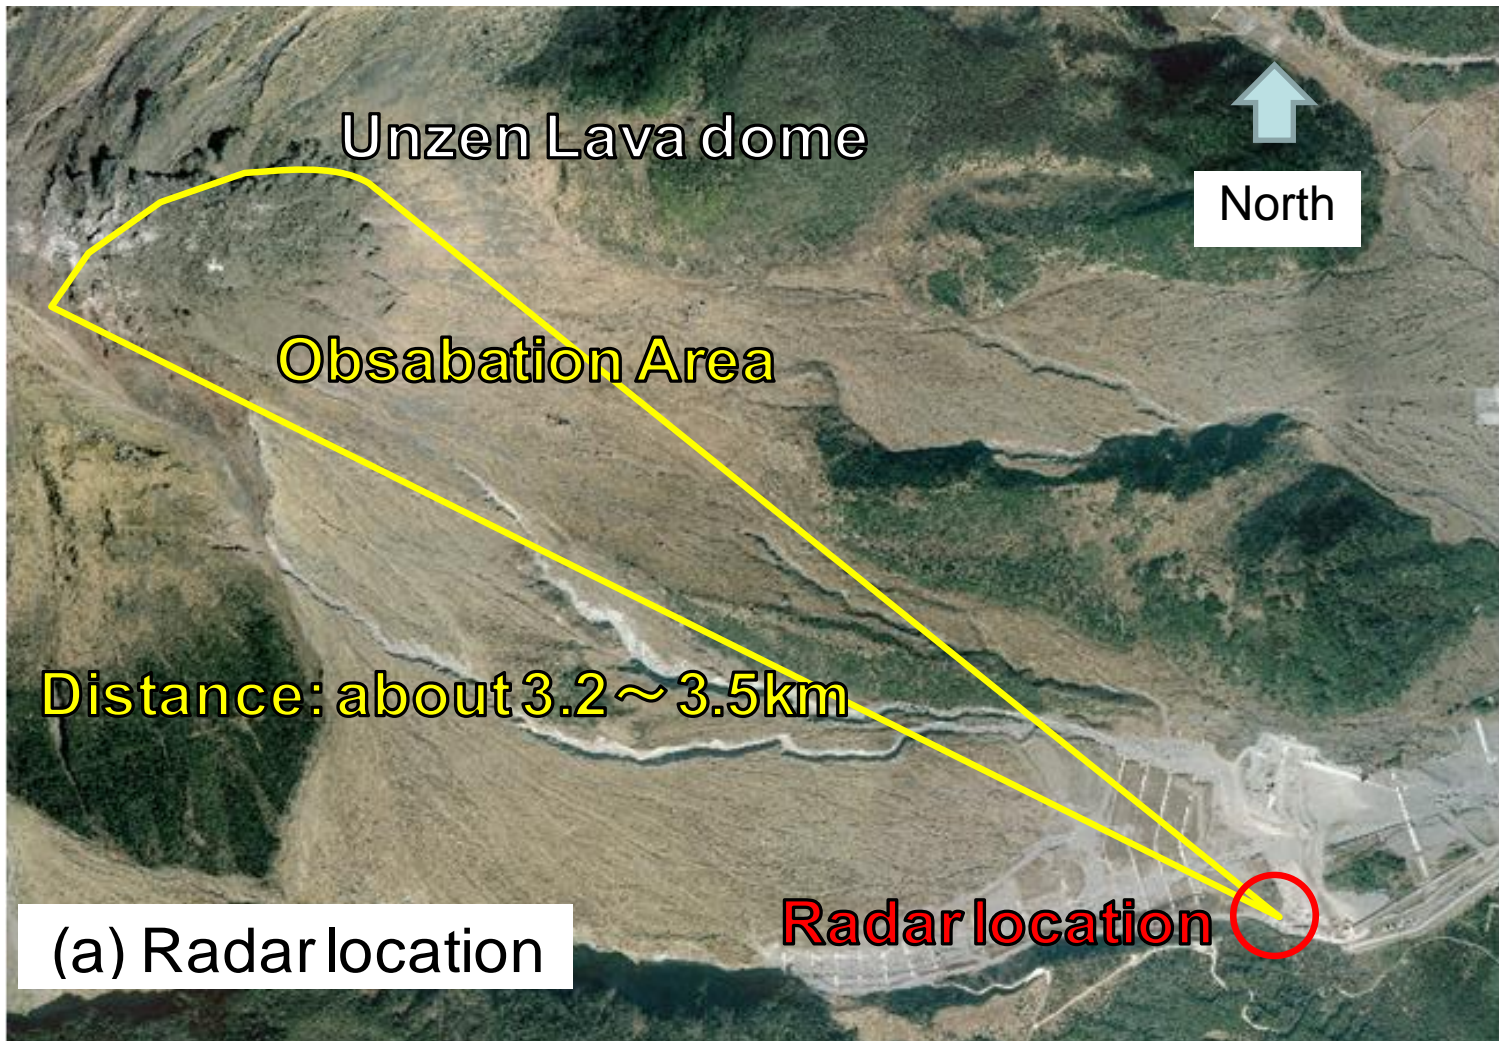 Unzen Lava dome
North
Obsabation Area
Distance: about 3.2～3.5km
Radar location
(a) Radar location